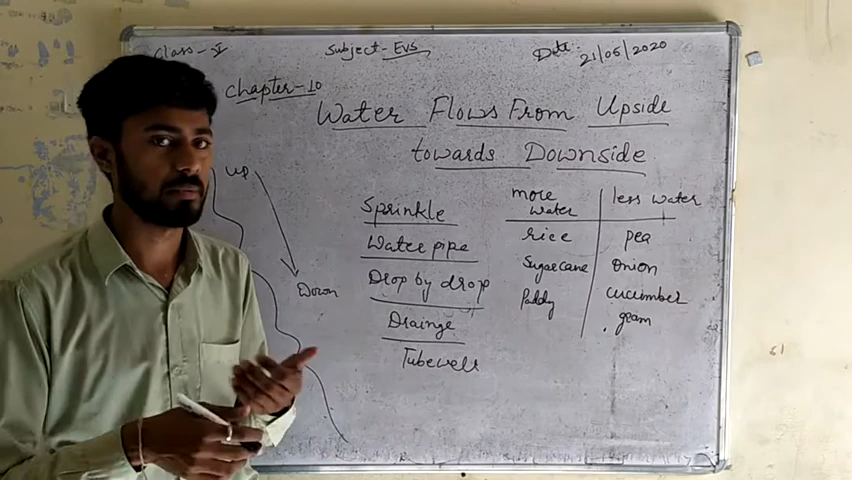 Class-V Subject-EVS Date 21/05/2020
Chapter-10
Water Flows From Upside
towards Downside
up
Down
Sprinkle
Water pipe
Drop by drop
Drainge
Tubewell
more water | less water
rice | pea
Sugarcane | onion
Paddy | cucumber
gram